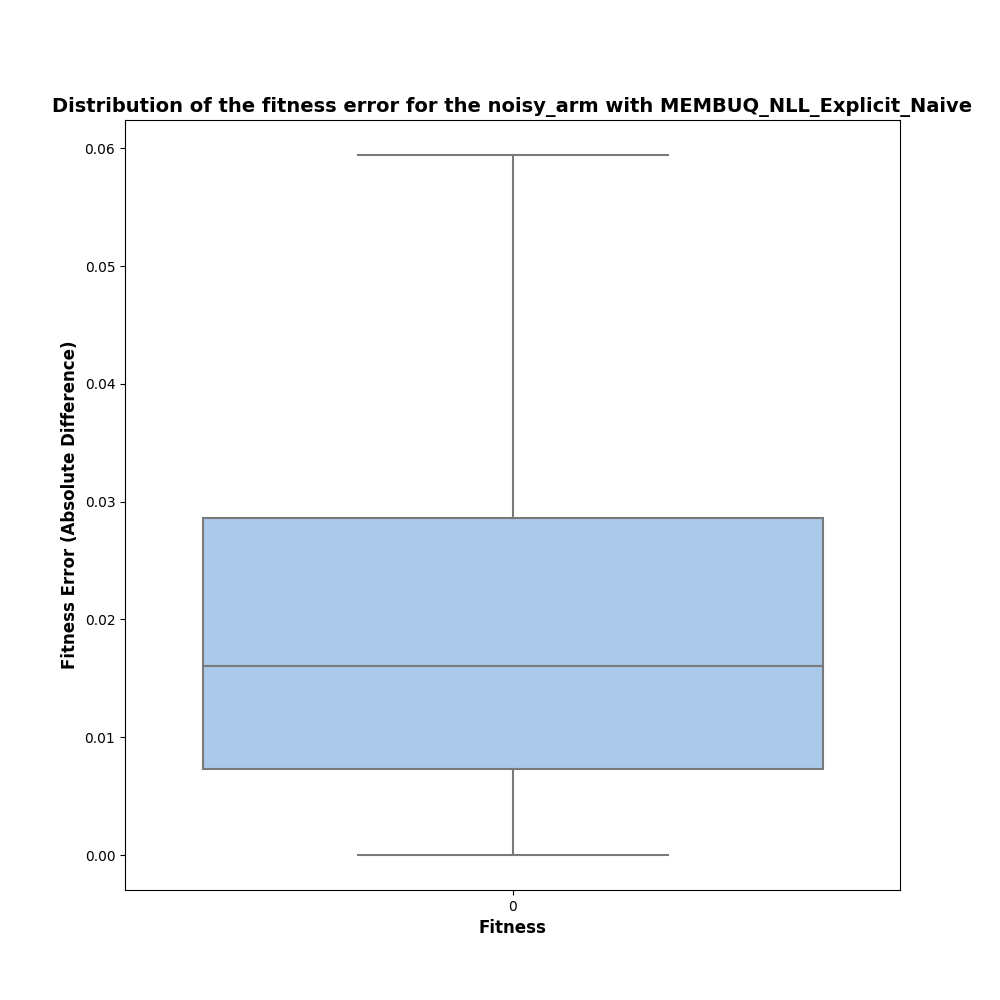 Distribution of the fitness error for the noisy_arm with MEMBUQ_NLL_Explicit_Naive
0.06
0.05
0.04
0.03
0.02
0.01
0.00
Fitness Error (Absolute Difference)
0
Fitness